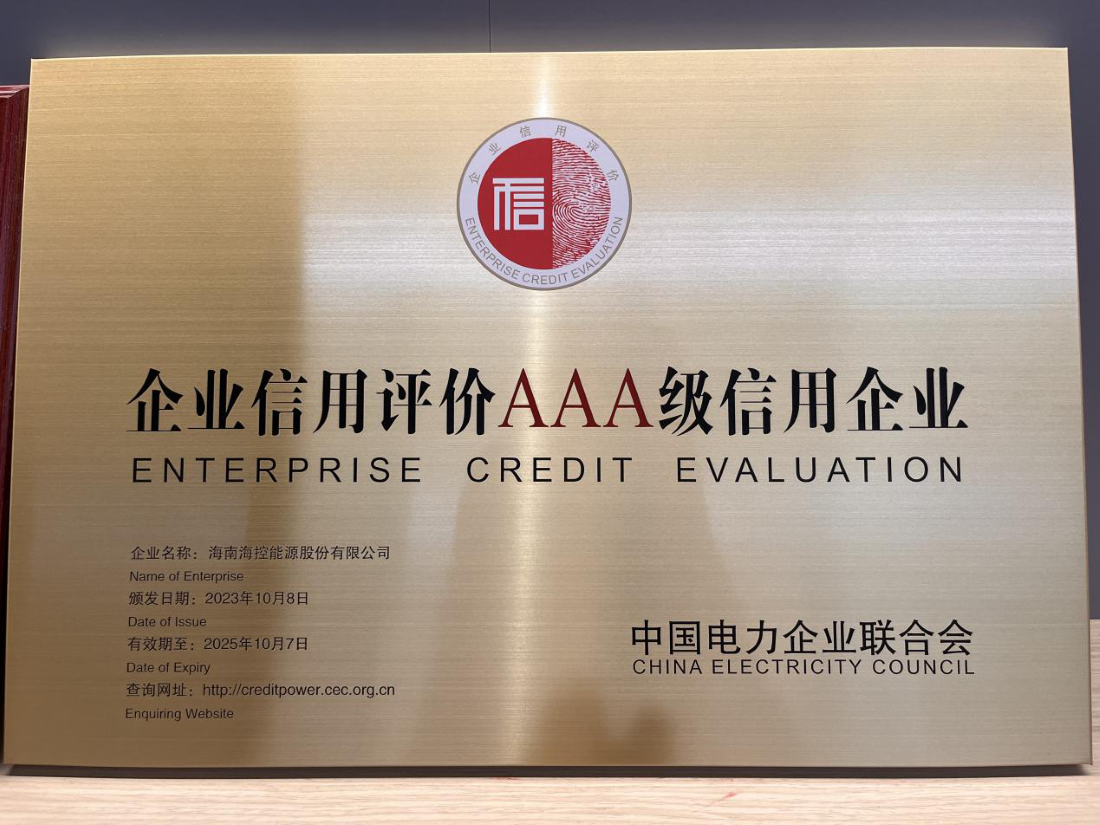 企业信用评价
信
ENTERPRISE CREDIT EVALUATION
企业信用评价AAA级信用企业
ENTERPRISE CREDIT EVALUATION
企业名称：海南海控能源股份有限公司
Name of Enterprise
颁发日期：2023年10月8日
Date of Issue
有效期至：2025年10月7日
Date of Expiry
查询网址：http://creditpower.cec.org.cn
Enquiring Website
中国电力企业联合会
CHINA ELECTRICITY COUNCIL